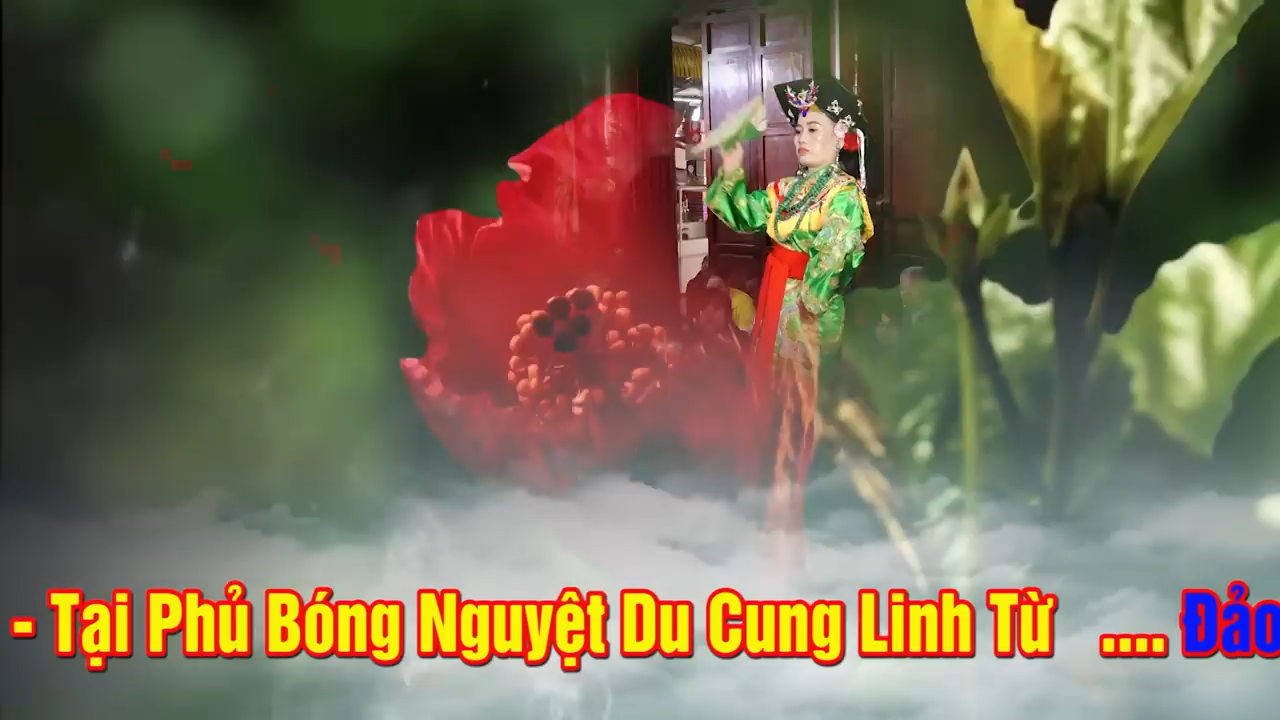 - Tại Phủ Bóng Nguyệt Du Cung Linh Từ .... Đảo